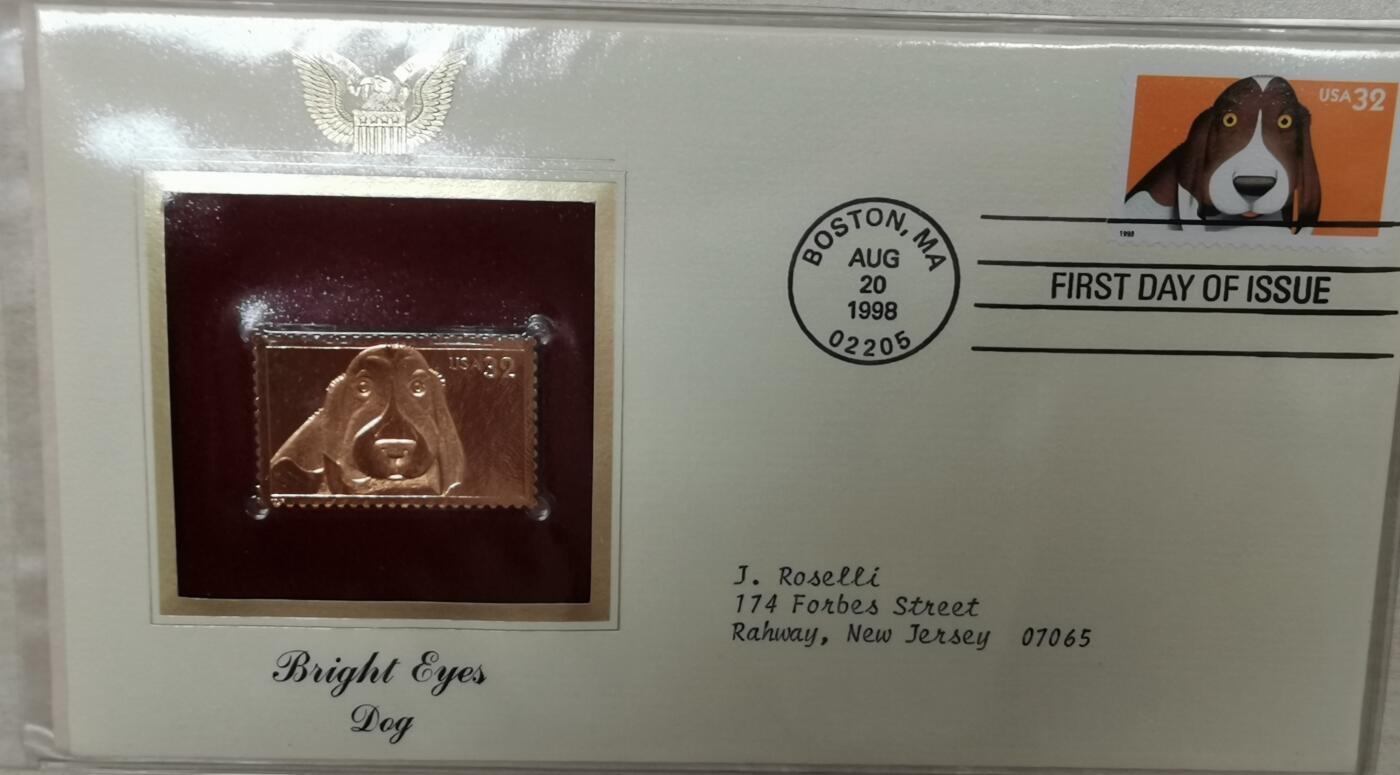 USA 32
1998
BOSTON, MA
AUG
20
1998
02205
FIRST DAY OF ISSUE
USA 32
J. Roselli
174 Forbes Street
Rahway, New Jersey 07065
Bright Eyes
Dog